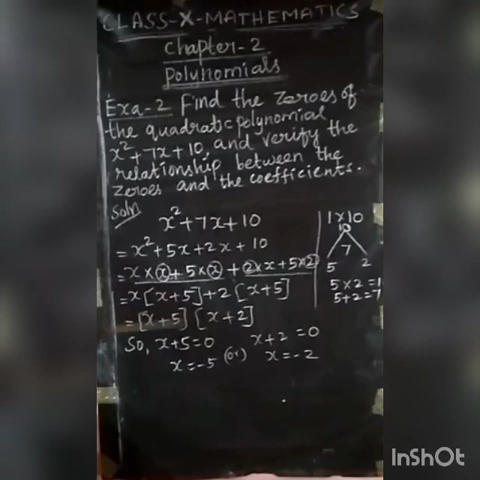 CLASS-X-MATHEMATICS
Chapter-2
Polynomials
Exa-2 Find the zeroes of
the quadratic polynomial
x²+7x+10, and verify the
relationship between the
zeroes and the coefficients.
Soln
x²+7x+10
=x²+5x+2x+10
=x×x+5×x+2×x+5×2
=x[x+5]+2[x+5]
=[x+5][x+2]
So, x+5=0 x+2=0
x=-5 (or) x=-2
1×10
10
7
5 2
5×2=1
5+2=7
InShOt